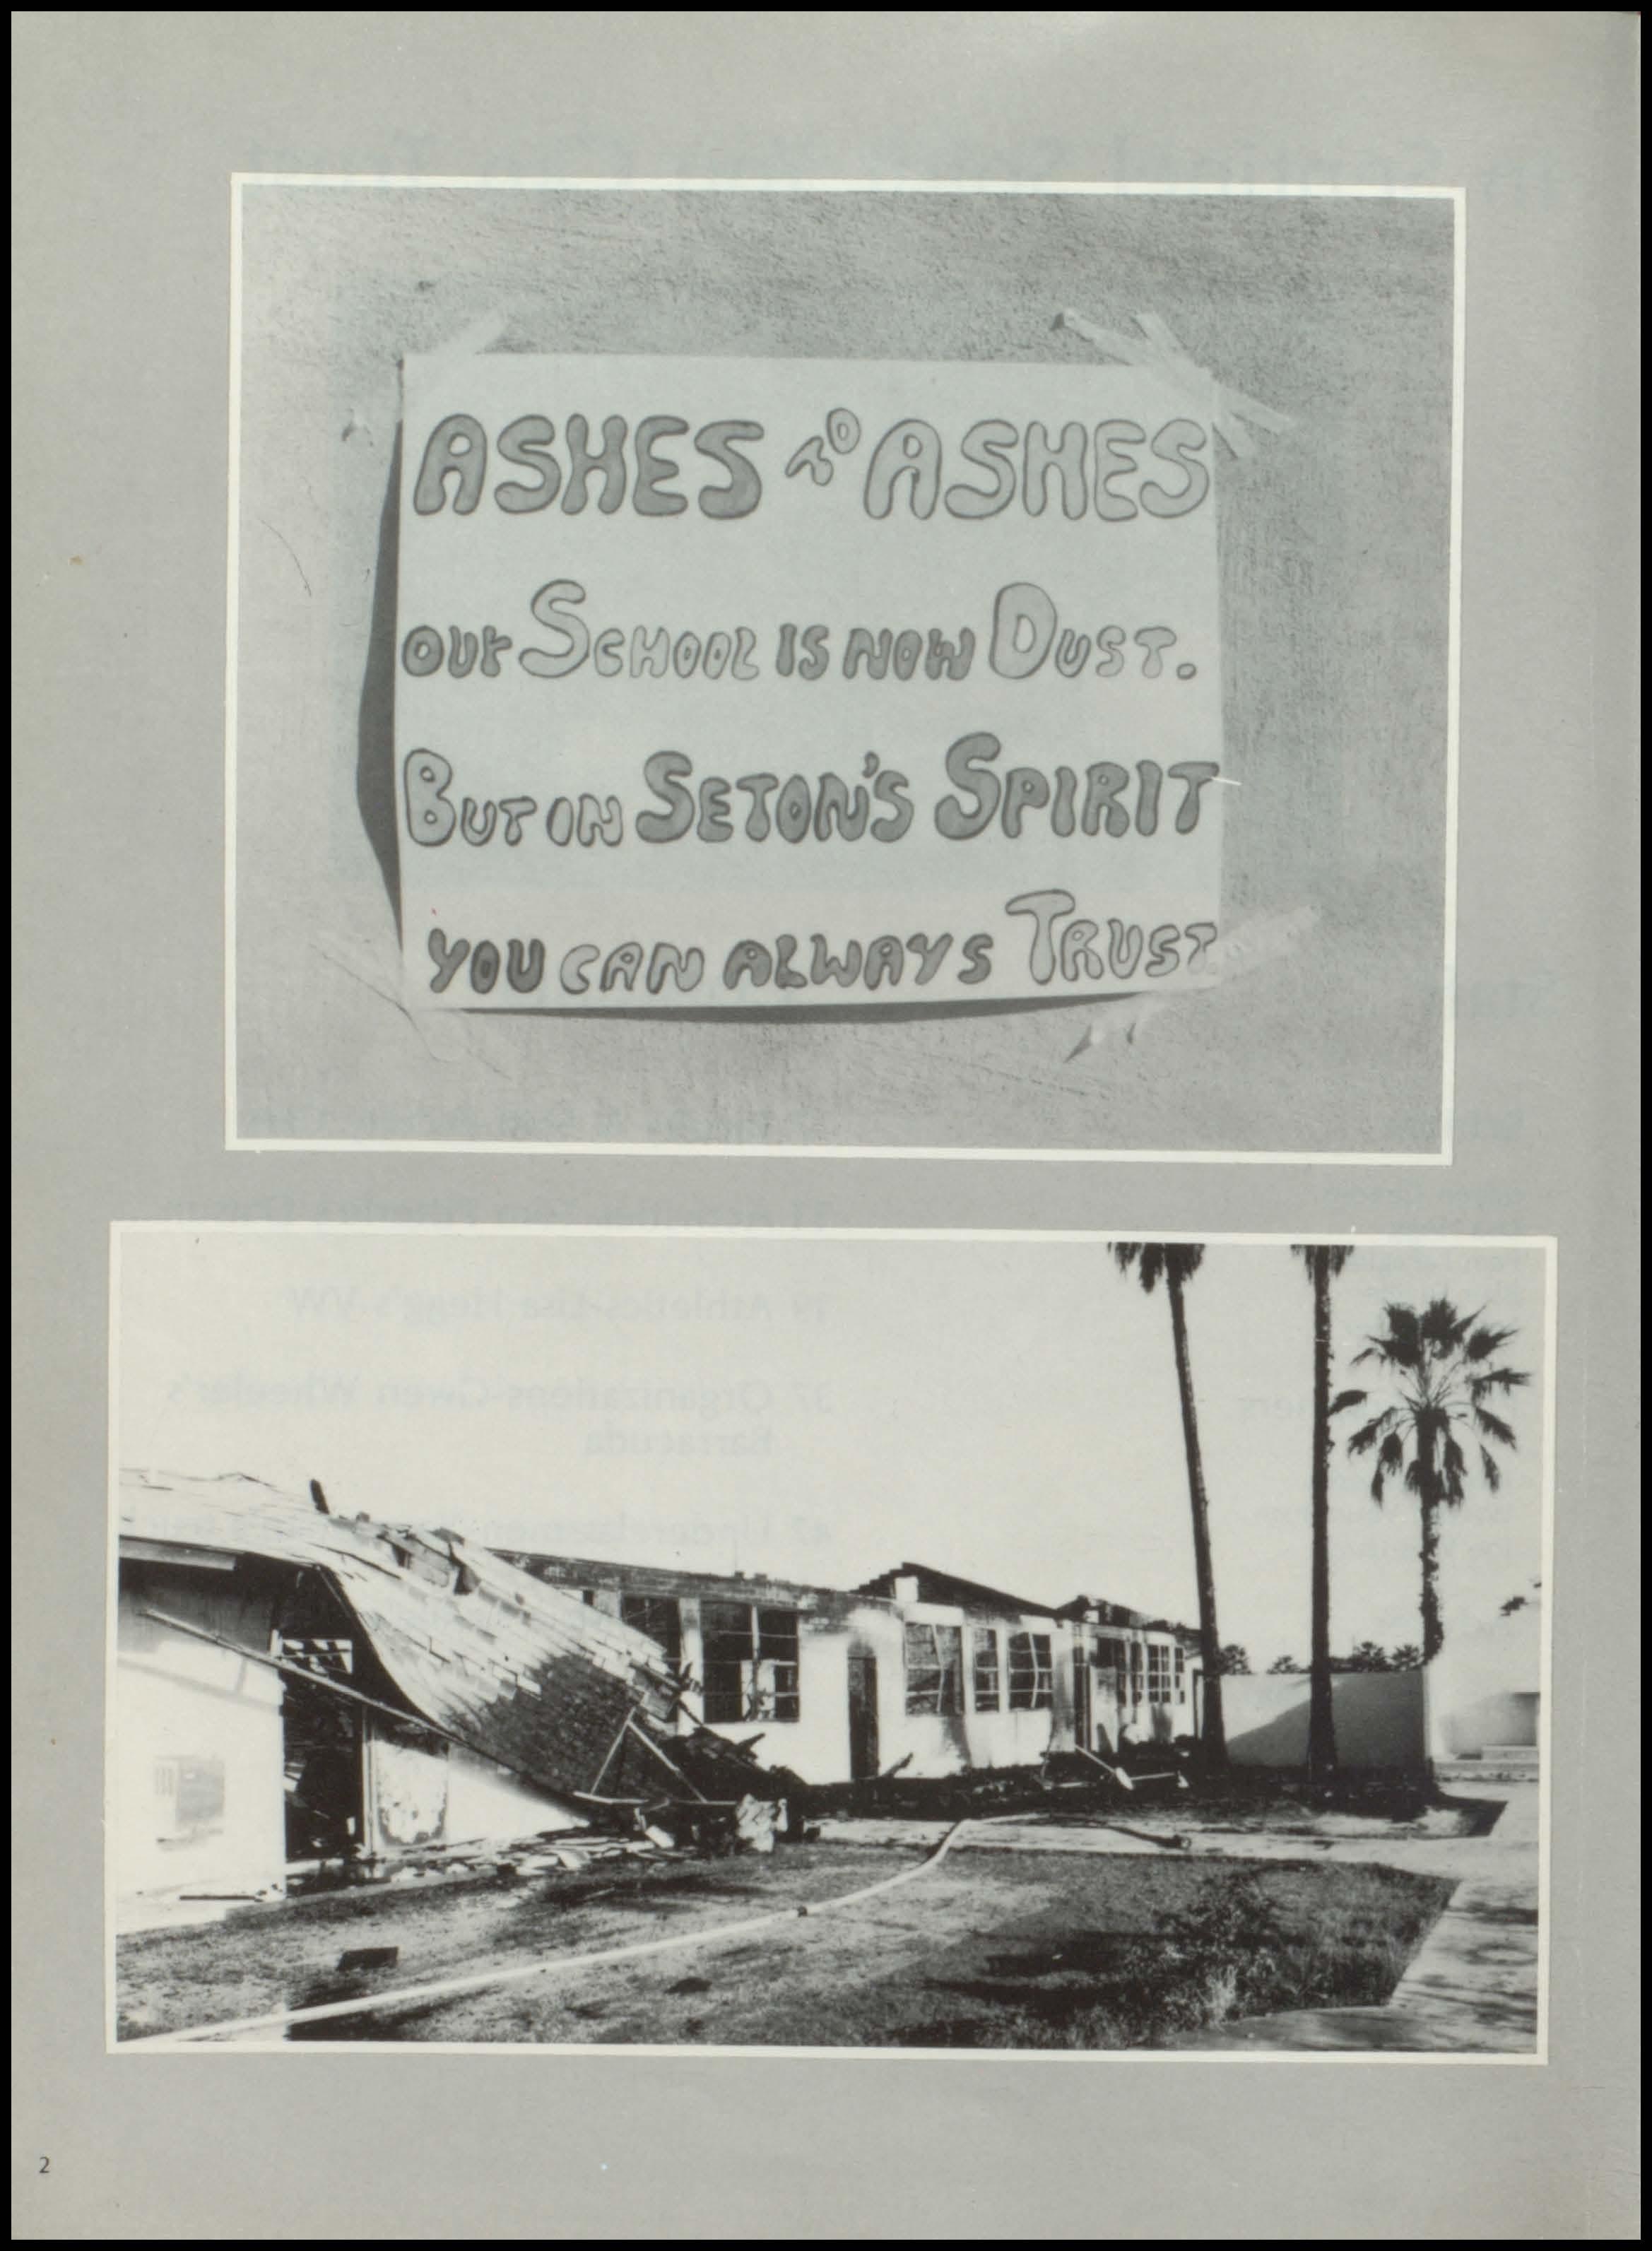 ASHES TO ASHES
OUR SCHOOL IS NOW DUST.
BUT IN SETON'S SPIRIT
YOU CAN ALWAYS TRUST.
2